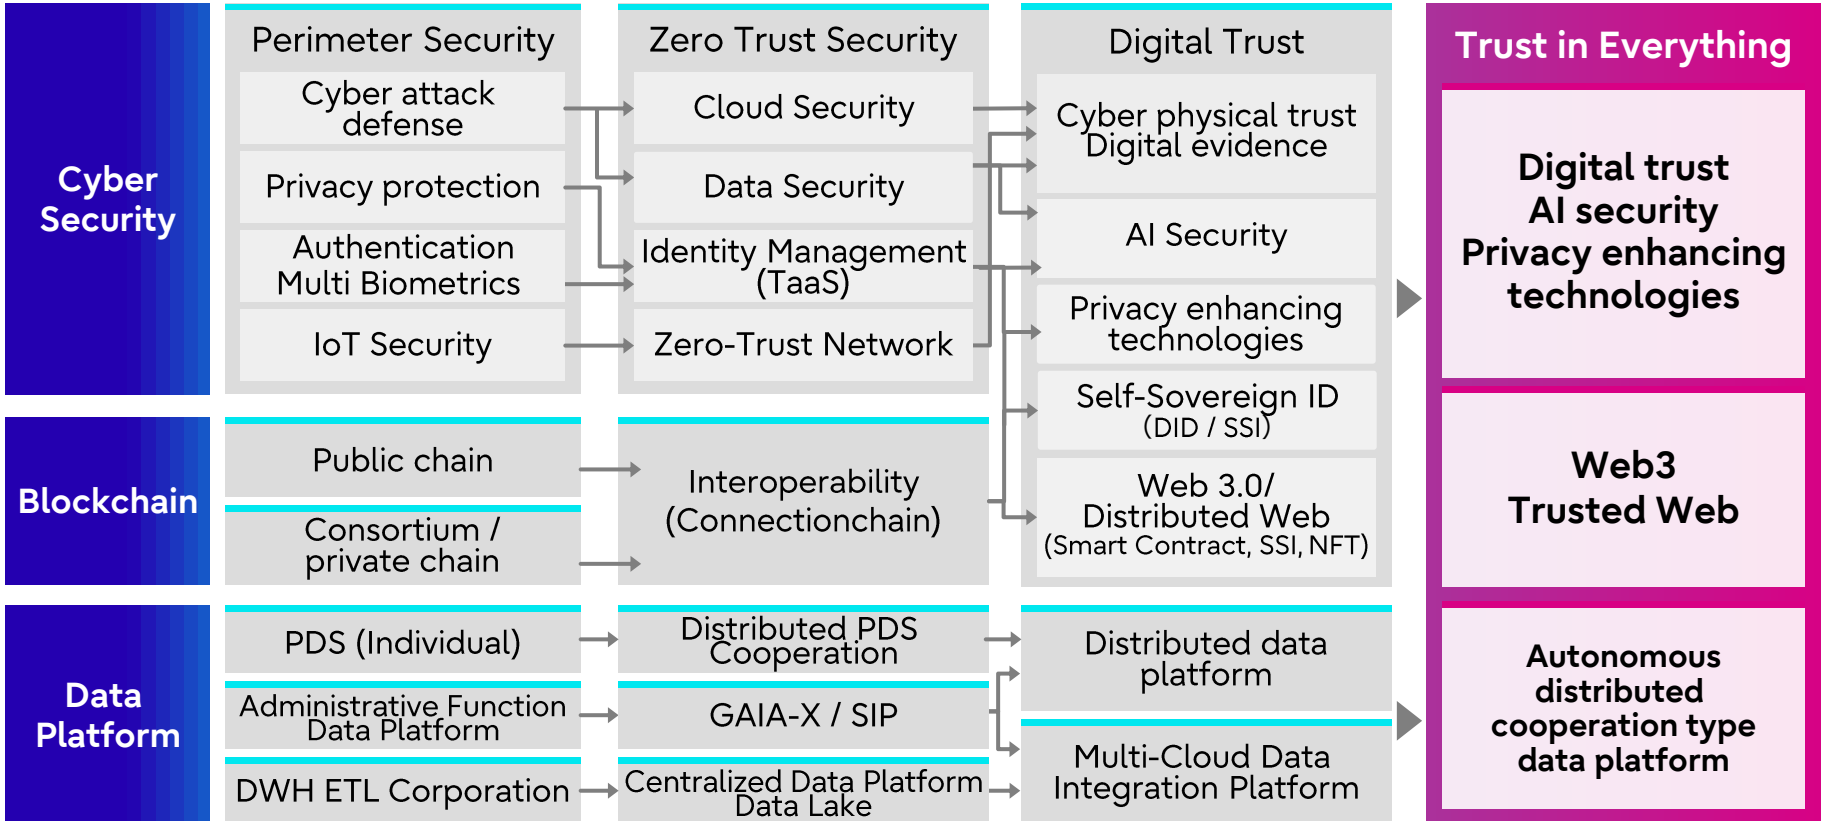 Cyber
Security
Perimeter Security
Cyber attack
defense
Privacy protection
Authentication
Multi Biometrics
IoT Security
Zero Trust Security
Cloud Security
Data Security
Identity Management
(TaaS)
Zero-Trust Network
Digital Trust
Cyber physical trust
Digital evidence
AI Security
Privacy enhancing
technologies
Self-Sovereign ID
(DID / SSI)
Web 3.0/
Distributed Web
(Smart Contract, SSI, NFT)
Blockchain
Public chain
Consortium /
private chain
Interoperability
(Connectionchain)
Data
Platform
PDS (Individual)
Administrative Function
Data Platform
DWH ETL Corporation
Distributed PDS
Cooperation
GAIA-X / SIP
Centralized Data Platform
Data Lake
Distributed data
platform
Multi-Cloud Data
Integration Platform
Trust in Everything
Digital trust
AI security
Privacy enhancing
technologies
Web3
Trusted Web
Autonomous
distributed
cooperation type
data platform